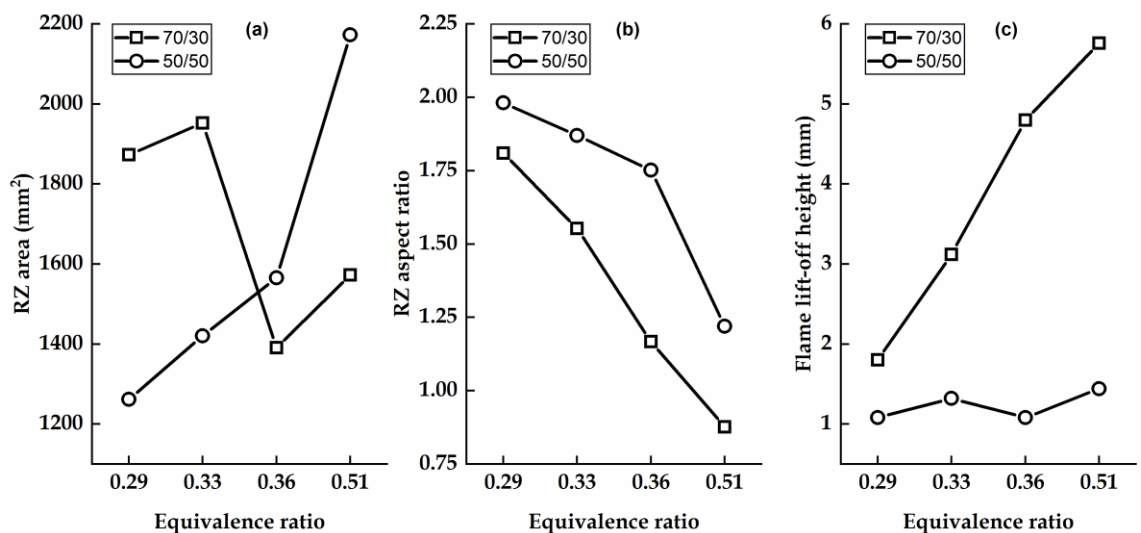 (a)
70/30
50/50
2200
2000
1800
1600
1400
1200
RZ area (mm²)
0.29 0.33 0.36 0.51
Equivalence ratio
(b)
70/30
50/50
2.25
2.00
1.75
1.50
1.25
1.00
0.75
RZ aspect ratio
0.29 0.33 0.36 0.51
Equivalence ratio
(c)
70/30
50/50
6
5
4
3
2
1
Flame lift-off height (mm)
0.29 0.33 0.36 0.51
Equivalence ratio